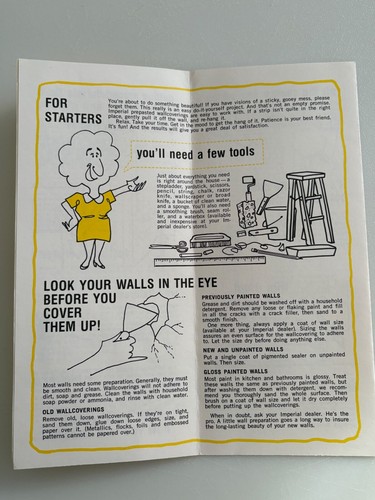 FOR
STARTERS
You're about to do something beautiful! If you have visions of a sticky, gooey mess, please
forget them. This really is an easy do-it-yourself project. And that's not an empty promise.
Imperial prepasted wallcoverings are easy to work with. If a strip isn't quite in the right
place, gently pull it off the wall and re-hang it.
Relax. Take your time. Get in the mood to get the hang of it. Patience is your best friend.
It's fun! And the results will give you a great deal of satisfaction.
you'll need a few tools
Just about everything you need
is right around the house — a
stepladder, yardstick, scissors,
pencil, string, chalk, razor
knife, wallscraper or broad
knife, a bucket of clean water,
and a sponge. You'll also need
a smoothing brush, seam roll-
er, and a waterbox (available
and inexpensive at your Im-
perial dealer's store).
LOOK YOUR WALLS IN THE EYE
BEFORE YOU
COVER
THEM UP!
Most walls need some preparation. Generally, they must
be smooth and clean. Wallcoverings will not adhere to
dirt, soap and grease. Clean the walls with household
soap powder or ammonia, and rinse with clean water.
OLD WALLCOVERINGS
Remove old, loose wallcoverings. If they're on tight,
sand them down, glue down loose edges, size, and
paper over it. (Metallics, flocks, foils and embossed
patterns cannot be papered over.)
PREVIOUSLY PAINTED WALLS
Grease and dirt should be washed off with a household
detergent. Remove any loose or flaking paint and fill
in all the cracks with a crack filler, then sand to a
smooth finish.
One more thing, always apply a coat of wall size
(available at your Imperial dealer). Sizing the walls
assures an even surface for the wallcovering to adhere
to. Let the size dry before doing anything else.
NEW AND UNPAINTED WALLS
Put a single coat of pigmented sealer on unpainted
walls. Then size.
GLOSS PAINTED WALLS
Most paint in kitchen and bathrooms is glossy. Treat
these walls the same as previously painted walls, but
after washing them down with detergent, we recom-
mend you thoroughly sand the whole surface. Then
brush on a coat of wall size and let it dry completely
before putting up the wallcoverings.
When in doubt, ask your Imperial dealer. He's the
pro. A little wall preparation goes a long way to insure
the long-lasting beauty of your new walls.